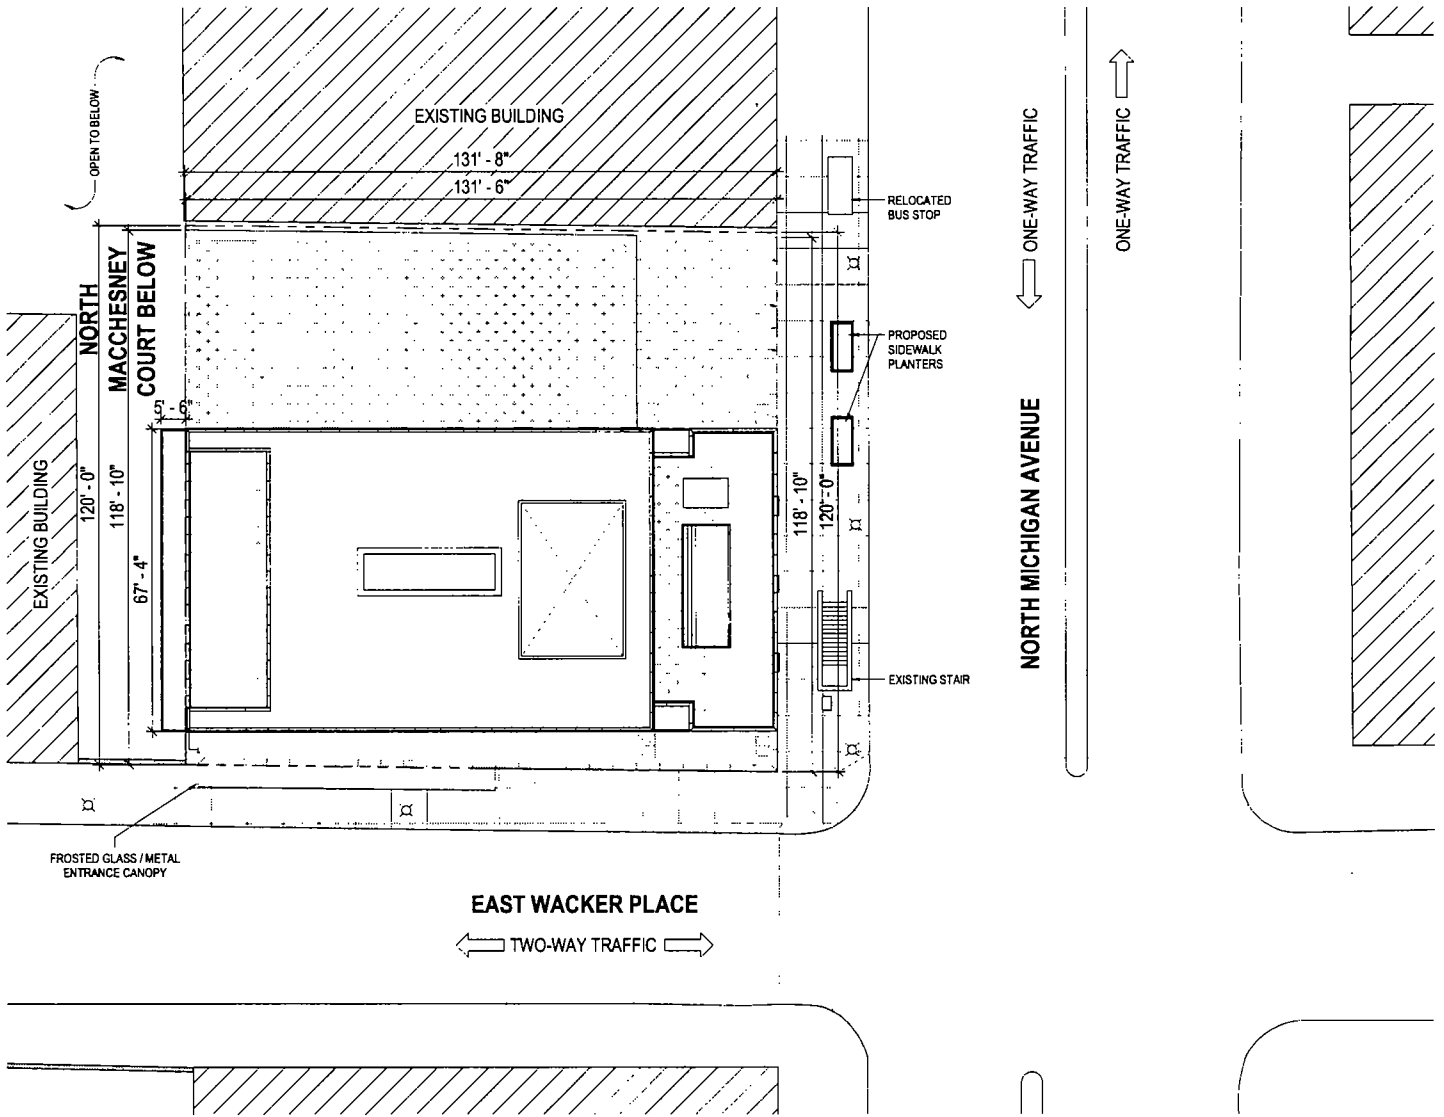 OPEN TO BELOW
EXISTING BUILDING
131' - 8"
131' - 6"
RELOCATED
BUS STOP
ONE-WAY TRAFFIC
ONE-WAY TRAFFIC
NORTH
MACCHESNEY
COURT BELOW
PROPOSED
SIDEWALK
PLANTERS
5' - 6"
EXISTING BUILDING
120' - 0"
118' - 10"
67' - 4"
118' - 10"
120' - 0"
NORTH MICHIGAN AVENUE
EXISTING STAIR
FROSTED GLASS / METAL
ENTRANCE CANOPY
EAST WACKER PLACE
TWO-WAY TRAFFIC